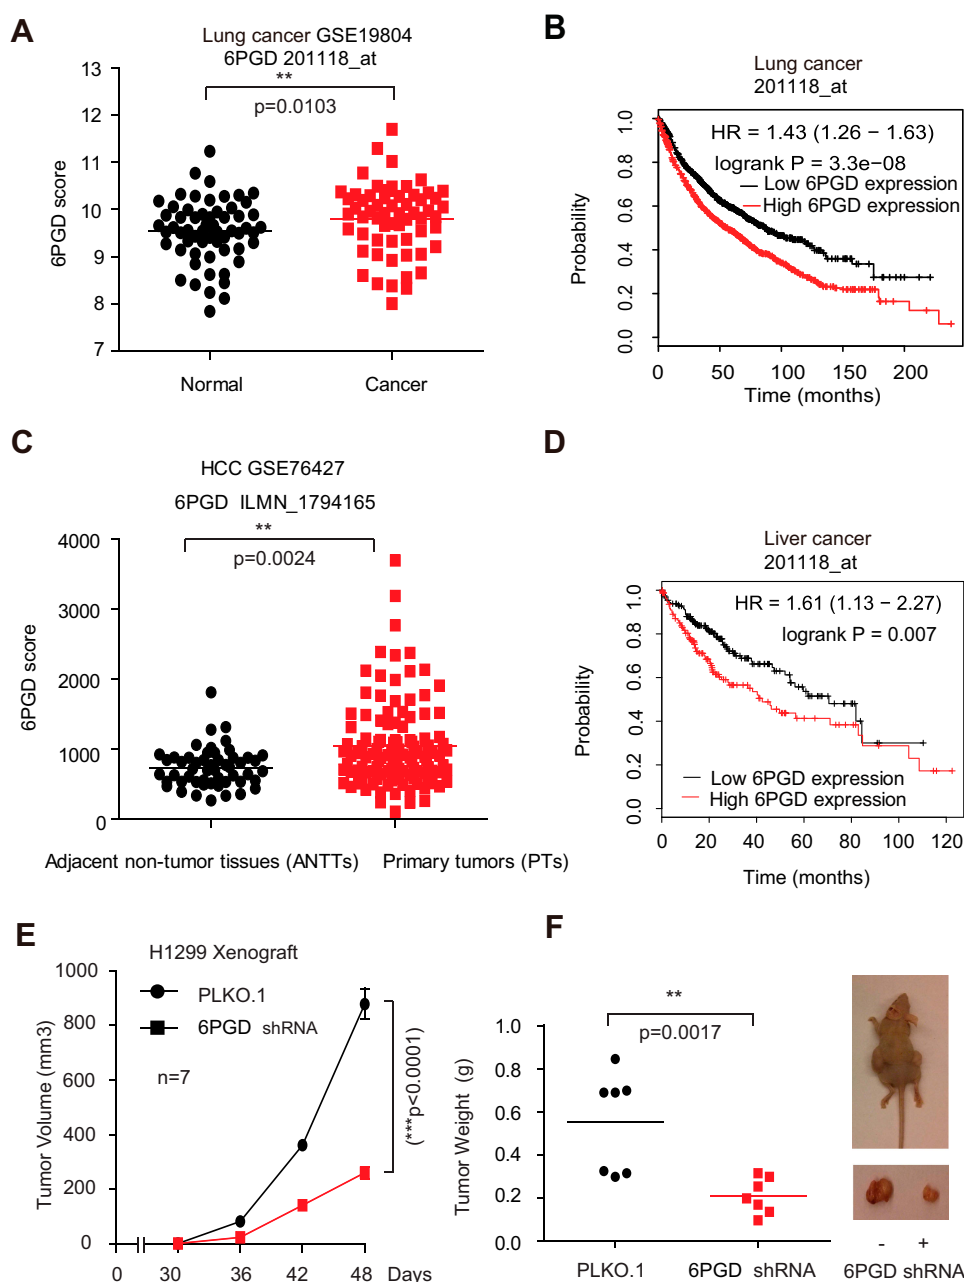 A
Lung cancer GSE19804
6PGD 201118_at
**
p=0.0103
13
12
11
10
9
8
7
6PGD score
Normal
Cancer
B
Lung cancer
201118_at
HR = 1.43 (1.26 − 1.63)
logrank P = 3.3e−08
Low 6PGD expression
High 6PGD expression
1.0
0.8
0.6
0.4
0.2
0.0
Probability
0 50 100 150 200
Time (months)
C
HCC GSE76427
6PGD ILMN_1794165
**
p=0.0024
4000
3000
2000
1000
0
6PGD score
Adjacent non-tumor tissues (ANTTs)
Primary tumors (PTs)
D
Liver cancer
201118_at
HR = 1.61 (1.13 − 2.27)
logrank P = 0.007
Low 6PGD expression
High 6PGD expression
1.0
0.8
0.6
0.4
0.2
0.0
Probability
0 20 40 60 80 100 120
Time (months)
E
H1299 Xenograft
PLKO.1
6PGD shRNA
n=7
(***p<0.0001)
1000
800
600
400
200
0
Tumor Volume (mm3)
0 30 36 42 48 Days
F
**
p=0.0017
1.0
0.8
0.6
0.4
0.2
0.0
Tumor Weight (g)
PLKO.1
6PGD shRNA
- +
6PGD shRNA